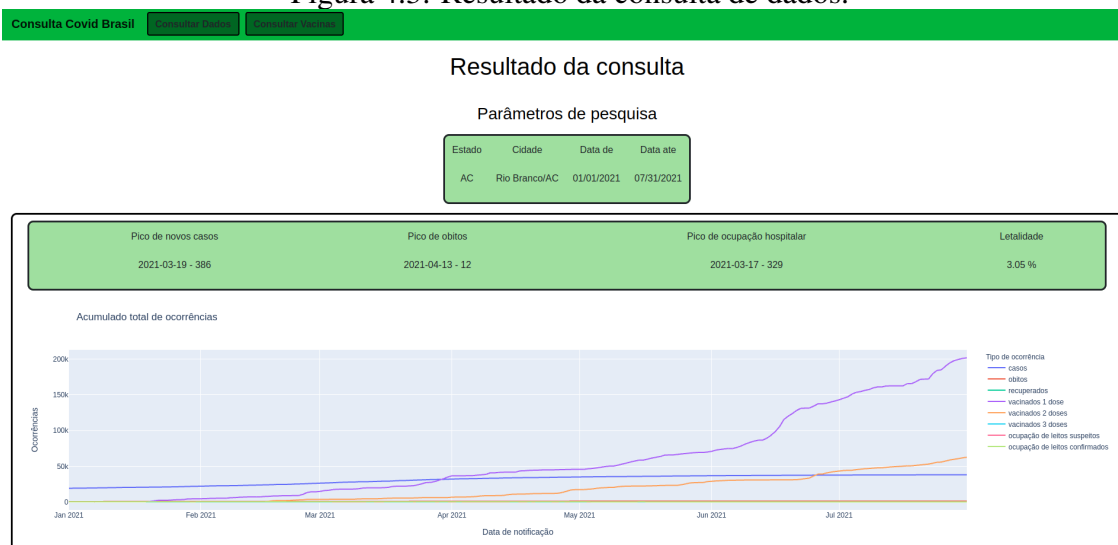 Figura 4.5: Resultado da consulta de dados.
Consulta Covid Brasil Consultar Dados Consultar Vacinas
Resultado da consulta
Parâmetros de pesquisa
Estado Cidade Data de Data ate
AC Rio Branco/AC 01/01/2021 07/31/2021
Pico de novos casos Pico de obitos Pico de ocupação hospitalar Letalidade
2021-03-19 - 386 2021-04-13 - 12 2021-03-17 - 329 3.05 %
Acumulado total de ocorrências
Ocorrências
200k
150k
100k
50k
0
Jan 2021 Feb 2021 Mar 2021 Apr 2021 May 2021 Jun 2021 Jul 2021
Data de notificação
Tipo de ocorrência
casos
obitos
recuperados
vacinados 1 dose
vacinados 2 doses
vacinados 3 doses
ocupação de leitos suspeitos
ocupação de leitos confirmados